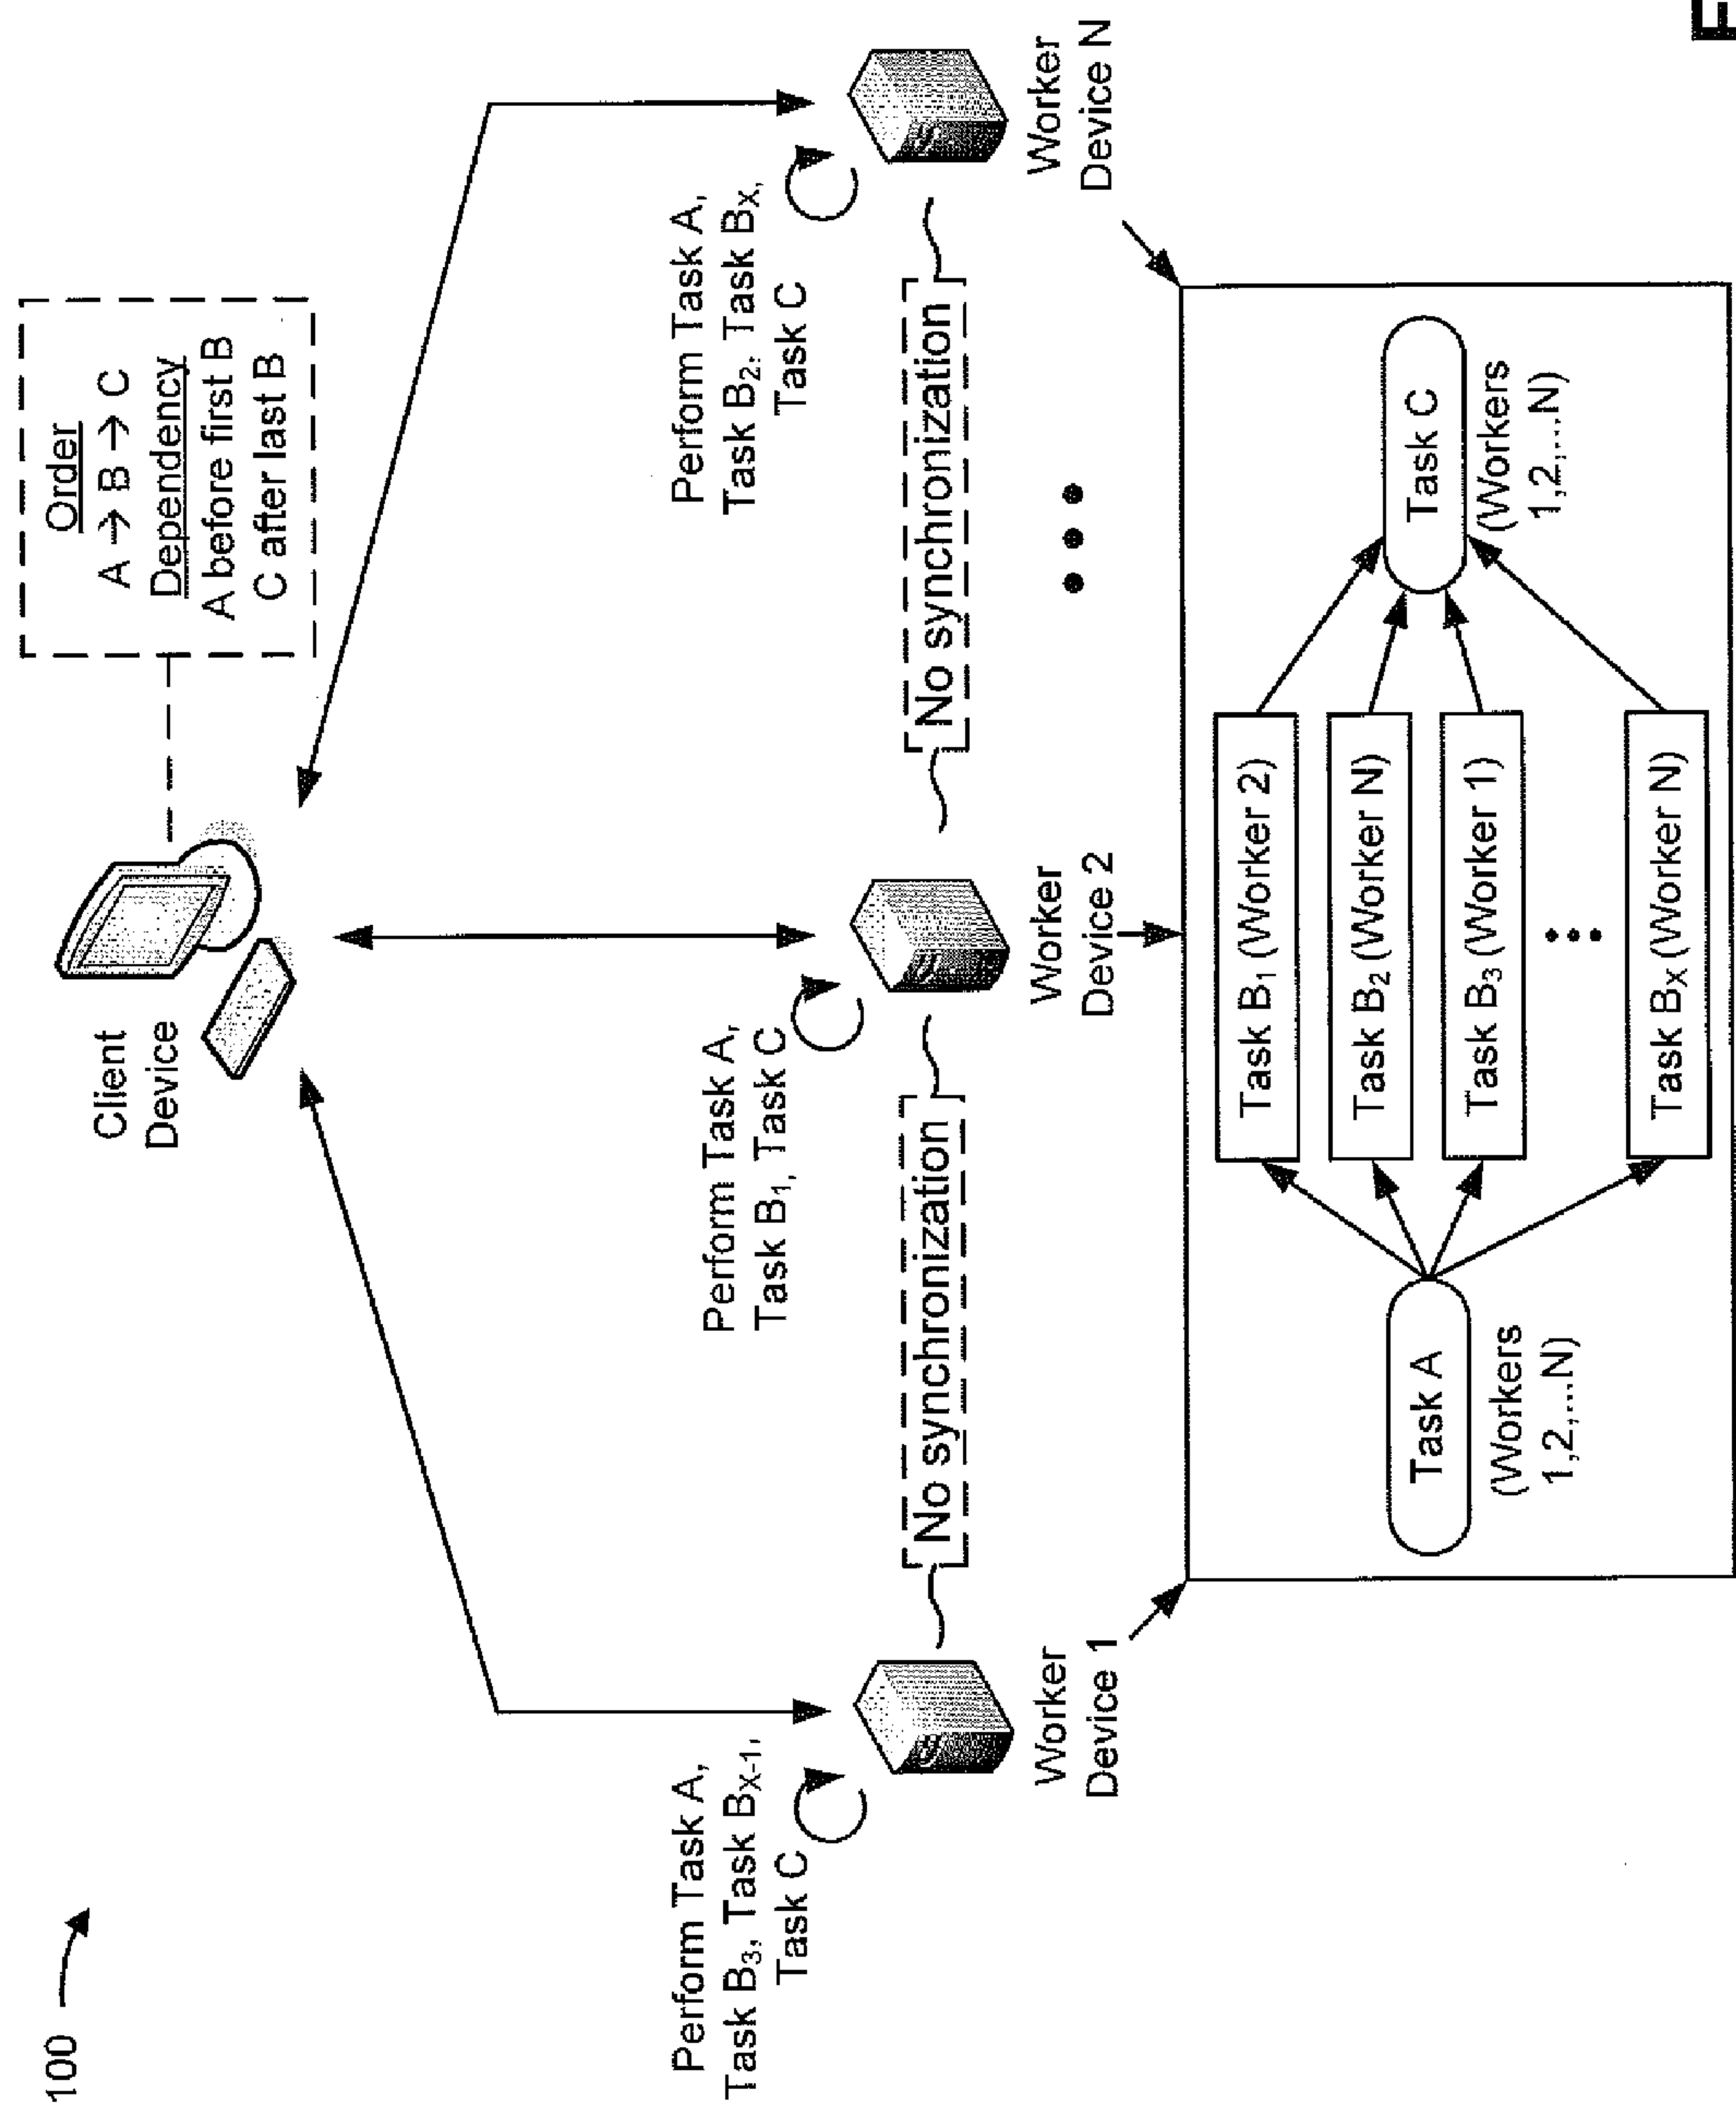 100
Client
Device
Order
A → B → C
Dependency
A before first B
C after last B
Perform Task A,
Task B₃, Task Bₓ₋₁,
Task C
Perform Task A,
Task B₁, Task C
Perform Task A,
Task B₂, Task Bₓ,
Task C
No synchronization
No synchronization
Worker
Device 1
Worker
Device 2
Worker
Device N
Task A
(Workers
1,2,...N)
Task B₁ (Worker 2)
Task B₂ (Worker N)
Task B₃ (Worker 1)
Task Bₓ (Worker N)
Task C
(Workers
1,2,...N)